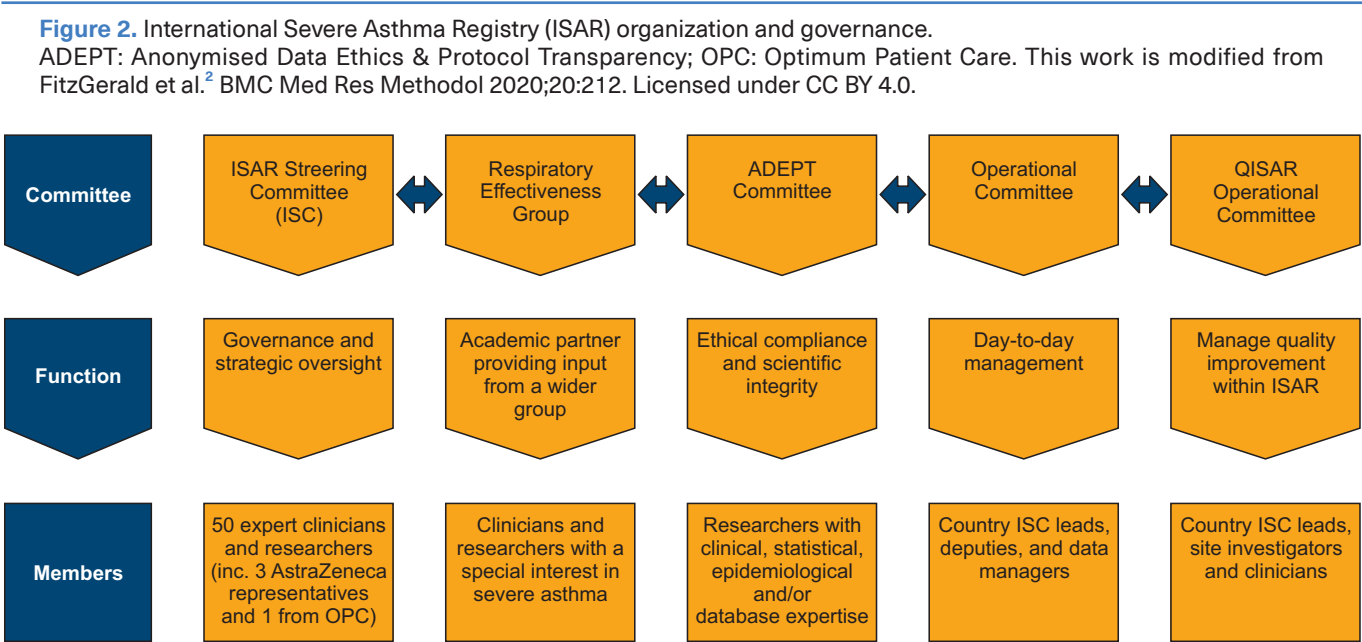 Figure 2. International Severe Asthma Registry (ISAR) organization and governance.
ADEPT: Anonymised Data Ethics & Protocol Transparency; OPC: Optimum Patient Care. This work is modified from
FitzGerald et al.2 BMC Med Res Methodol 2020;20:212. Licensed under CC BY 4.0.
Committee
ISAR Streering
Committee
(ISC)
Respiratory
Effectiveness
Group
ADEPT
Committee
Operational
Committee
QISAR
Operational
Committee
Function
Governance and
strategic oversight
Academic partner
providing input
from a wider
group
Ethical compliance
and scientific
integrity
Day-to-day
management
Manage quality
improvement
within ISAR
Members
50 expert clinicians
and researchers
(inc. 3 AstraZeneca
representatives
and 1 from OPC)
Clinicians and
researchers with a
special interest in
severe asthma
Researchers with
clinical, statistical,
epidemiological
and/or
database expertise
Country ISC leads,
deputies, and data
managers
Country ISC leads,
site investigators
and clinicians